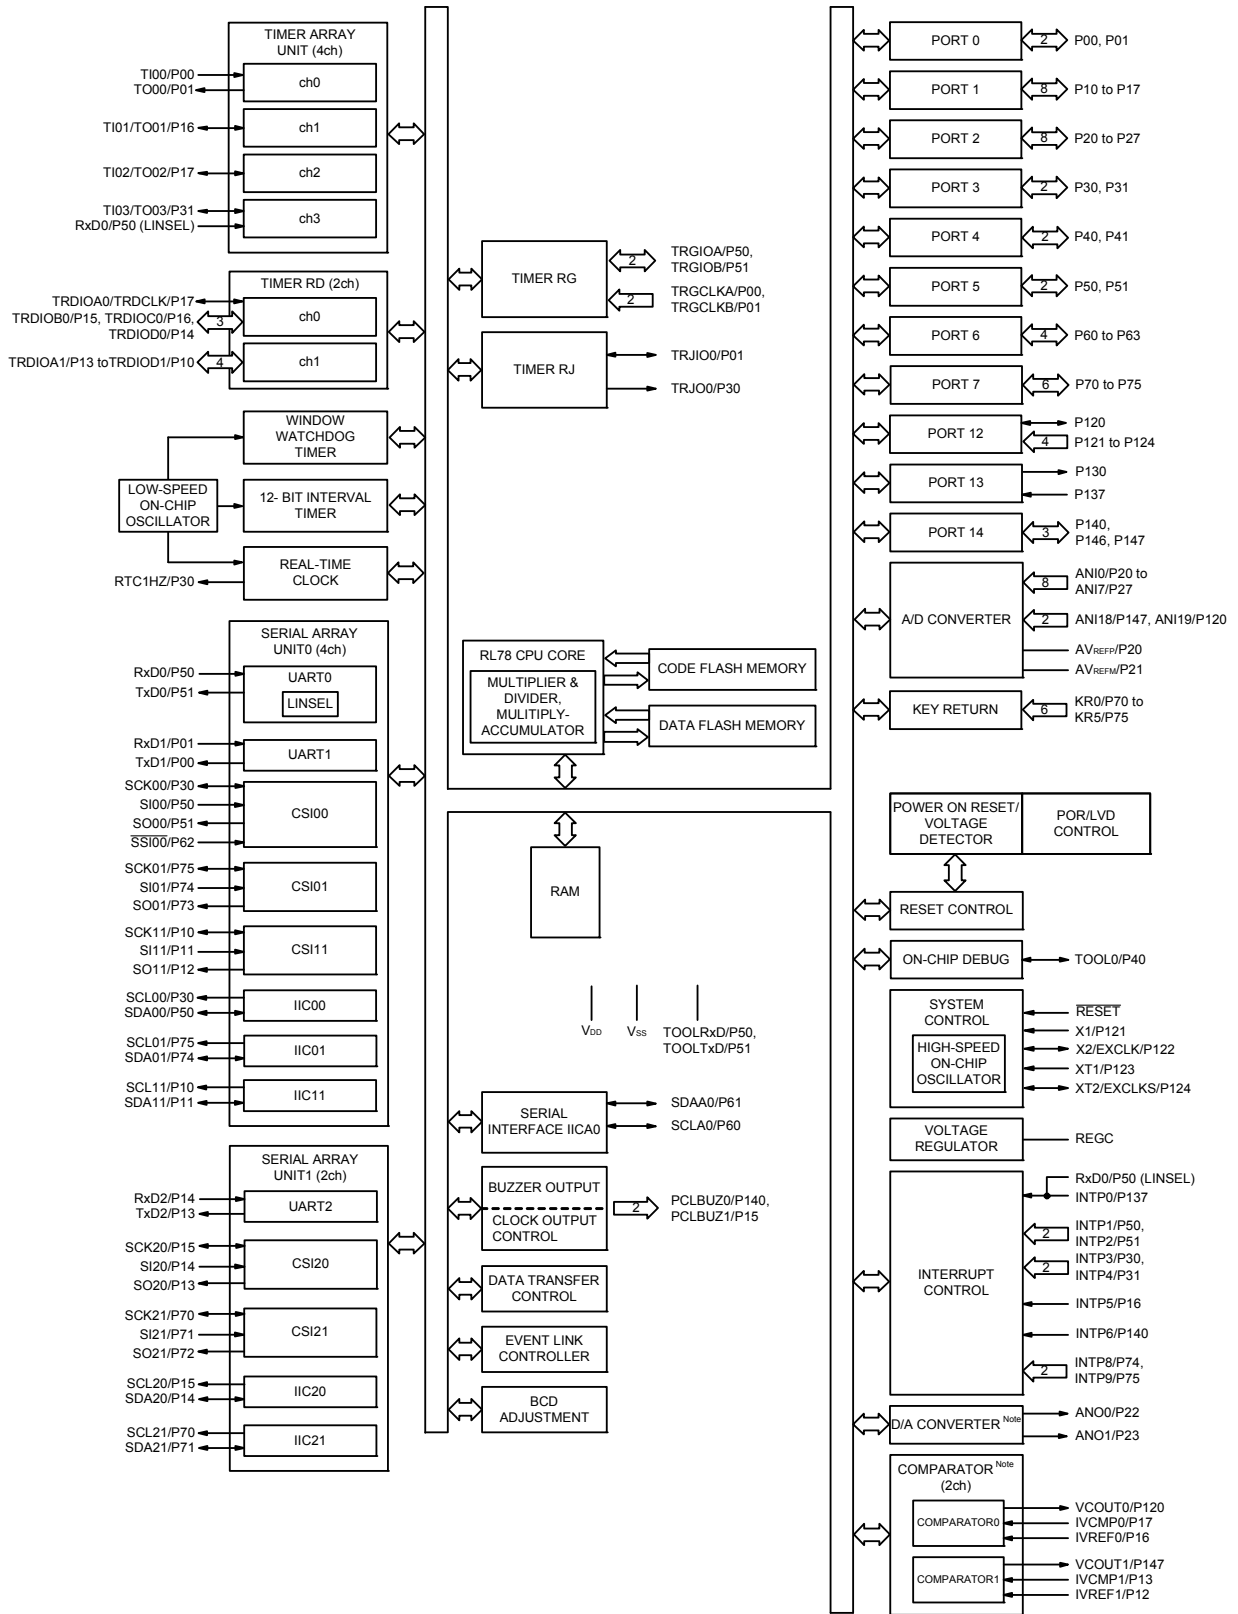 TIMER ARRAY
UNIT (4ch)
TI00/P00
TO00/P01
ch0
TI01/TO01/P16
ch1
TI02/TO02/P17
ch2
TI03/TO03/P31
RxD0/P50 (LINSEL)
ch3
TIMER RD (2ch)
TRDIOA0/TRDCLK/P17
TRDIOB0/P15, TRDIOC0/P16,
TRDIOD0/P14
3
ch0
TRDIOA1/P13 toTRDIOD1/P10
4
ch1
WINDOW
WATCHDOG
TIMER
LOW-SPEED
ON-CHIP
OSCILLATOR
12- BIT INTERVAL
TIMER
REAL-TIME
CLOCK
RTC1HZ/P30
SERIAL ARRAY
UNIT0 (4ch)
RxD0/P50
TxD0/P51
UART0
LINSEL
RxD1/P01
TxD1/P00
UART1
SCK00/P30
SI00/P50
SO00/P51
SSI00/P62
CSI00
SCK01/P75
SI01/P74
SO01/P73
CSI01
SCK11/P10
SI11/P11
SO11/P12
CSI11
SCL00/P30
SDA00/P50
IIC00
SCL01/P75
SDA01/P74
IIC01
SCL11/P10
SDA11/P11
IIC11
SERIAL ARRAY
UNIT1 (2ch)
RxD2/P14
TxD2/P13
UART2
SCK20/P15
SI20/P14
SO20/P13
CSI20
SCK21/P70
SI21/P71
SO21/P72
CSI21
SCL20/P15
SDA20/P14
IIC20
SCL21/P70
SDA21/P71
IIC21
TIMER RG
2
TRGIOA/P50,
TRGIOB/P51
2
TRGCLKA/P00,
TRGCLKB/P01
TIMER RJ
TRJIO0/P01
TRJO0/P30
RL78 CPU CORE
MULTIPLIER &
DIVIDER,
MULITIPLY-
ACCUMULATOR
CODE FLASH MEMORY
DATA FLASH MEMORY
RAM
VDD
VSS
TOOLRxD/P50,
TOOLTxD/P51
SERIAL
INTERFACE IICA0
SDAA0/P61
SCLA0/P60
BUZZER OUTPUT
CLOCK OUTPUT
CONTROL
2
PCLBUZ0/P140,
PCLBUZ1/P15
DATA TRANSFER
CONTROL
EVENT LINK
CONTROLLER
BCD
ADJUSTMENT
PORT 0
2
P00, P01
PORT 1
8
P10 to P17
PORT 2
8
P20 to P27
PORT 3
2
P30, P31
PORT 4
2
P40, P41
PORT 5
2
P50, P51
PORT 6
4
P60 to P63
PORT 7
6
P70 to P75
PORT 12
P120
4
P121 to P124
PORT 13
P130
P137
PORT 14
3
P140,
P146, P147
A/D CONVERTER
8
ANI0/P20 to
ANI7/P27
2
ANI18/P147, ANI19/P120
AVREFP/P20
AVREFM/P21
KEY RETURN
6
KR0/P70 to
KR5/P75
POWER ON RESET/
VOLTAGE
DETECTOR
POR/LVD
CONTROL
RESET CONTROL
ON-CHIP DEBUG
TOOL0/P40
SYSTEM
CONTROL
HIGH-SPEED
ON-CHIP
OSCILLATOR
RESET
X1/P121
X2/EXCLK/P122
XT1/P123
XT2/EXCLKS/P124
VOLTAGE
REGULATOR
REGC
INTERRUPT
CONTROL
RxD0/P50 (LINSEL)
INTP0/P137
2
INTP1/P50,
INTP2/P51
2
INTP3/P30,
INTP4/P31
INTP5/P16
INTP6/P140
2
INTP8/P74,
INTP9/P75
D/A CONVERTER Note
ANO0/P22
ANO1/P23
COMPARATOR Note
(2ch)
COMPARATOR0
VCOUT0/P120
IVCMP0/P17
IVREF0/P16
COMPARATOR1
VCOUT1/P147
IVCMP1/P13
IVREF1/P12